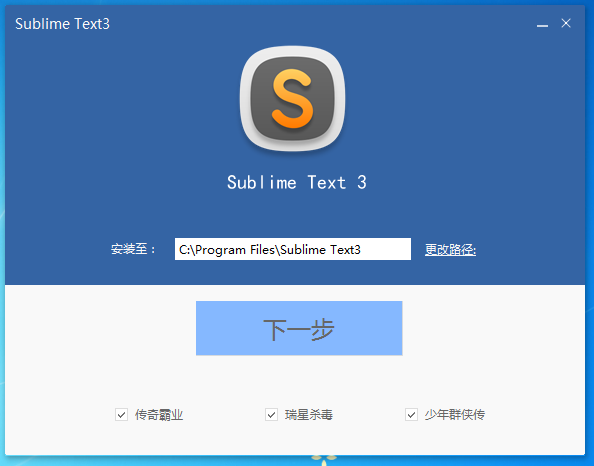 Sublime Text3
S
Sublime Text 3
安装至：
C:\Program Files\Sublime Text3
更改路径:
下一步
传奇霸业
瑞星杀毒
少年群侠传